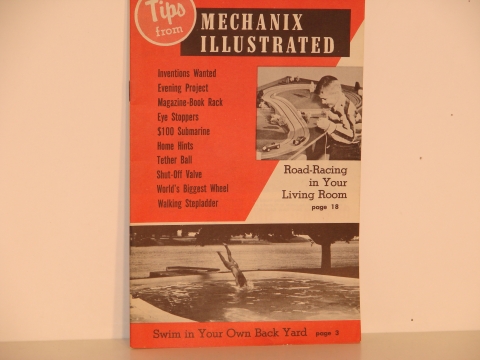 Tips
from
MECHANIX
ILLUSTRATED
Inventions Wanted
Evening Project
Magazine-Book Rack
Eye Stoppers
$100 Submarine
Home Hints
Tether Ball
Shut-Off Valve
World's Biggest Wheel
Walking Stepladder
Road-Racing
in Your
Living Room
page 18
Swim in Your Own Back Yard page 3